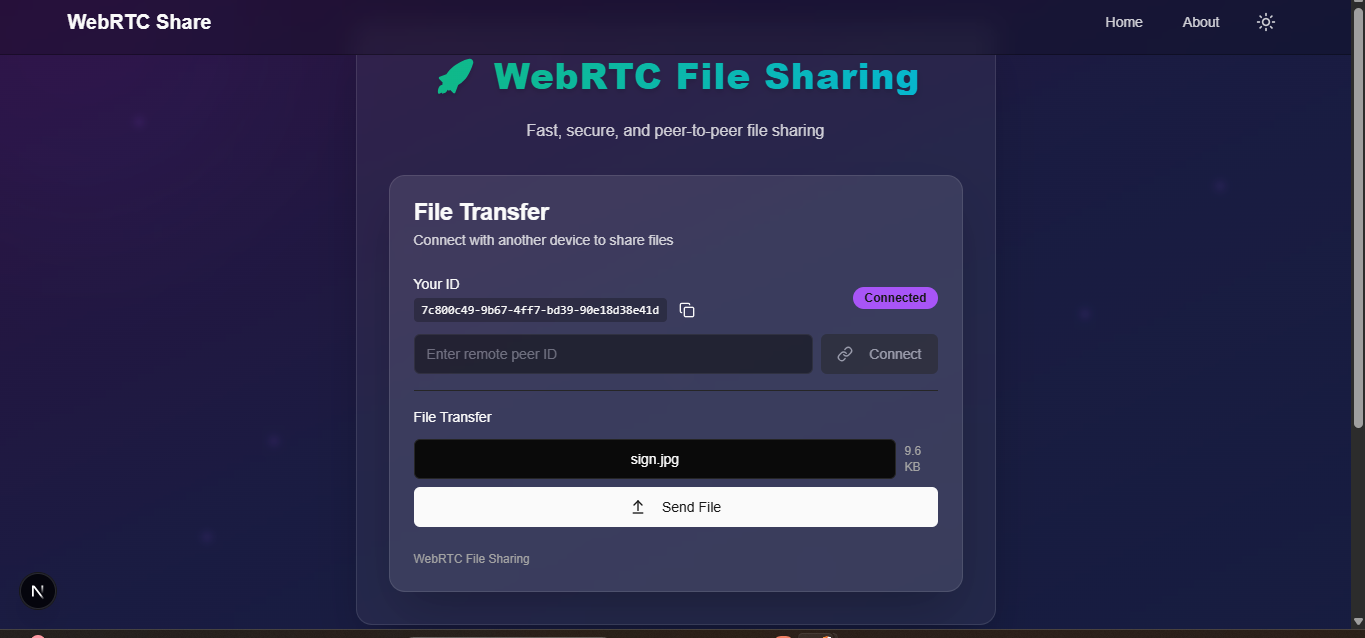 WebRTC Share
Home
About
WebRTC File Sharing
Fast, secure, and peer-to-peer file sharing
File Transfer
Connect with another device to share files
Your ID
7c800c49-9b67-4ff7-bd39-90e18d38e41d
Connected
Enter remote peer ID
Connect
File Transfer
sign.jpg
9.6
KB
Send File
WebRTC File Sharing
N